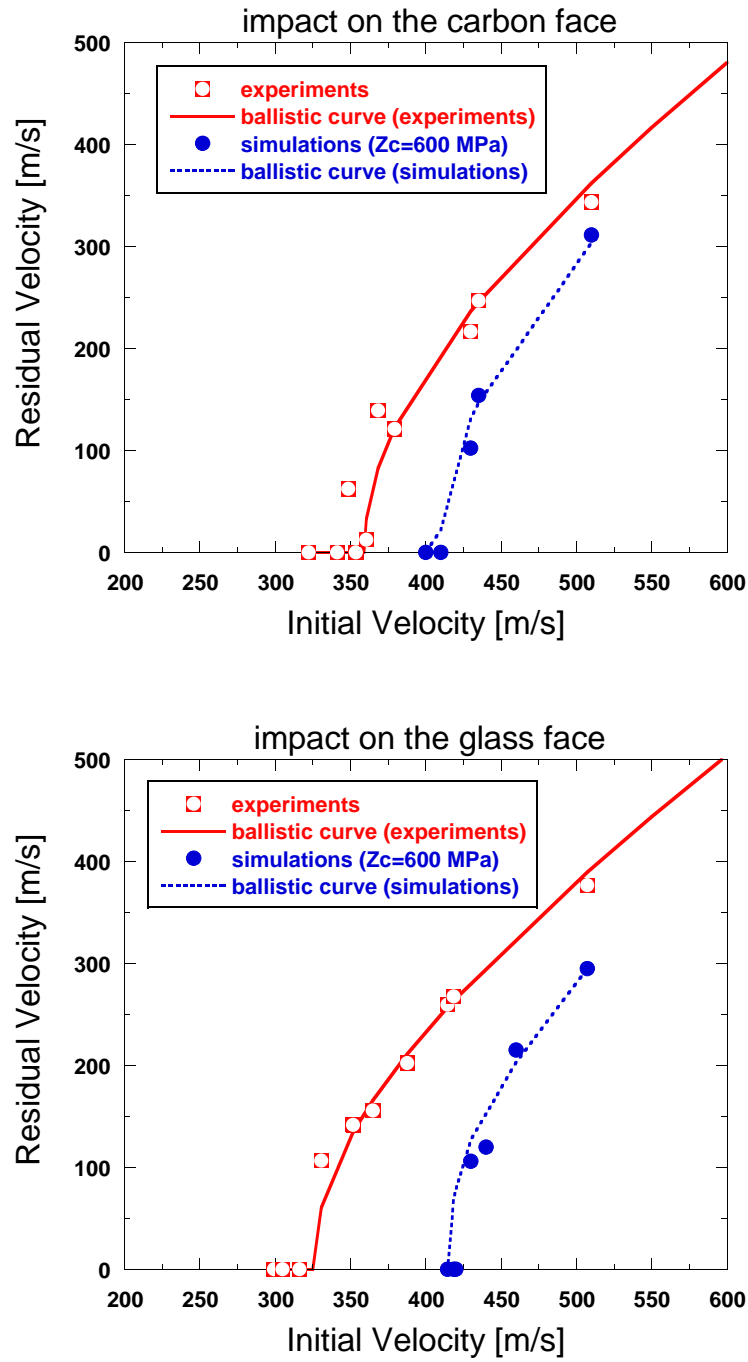 impact on the carbon face
500
400
300
200
100
0
Residual Velocity [m/s]
experiments
ballistic curve (experiments)
simulations (Zc=600 MPa)
ballistic curve (simulations)
200 250 300 350 400 450 500 550 600
Initial Velocity [m/s]
impact on the glass face
500
400
300
200
100
0
Residual Velocity [m/s]
experiments
ballistic curve (experiments)
simulations (Zc=600 MPa)
ballistic curve (simulations)
200 250 300 350 400 450 500 550 600
Initial Velocity [m/s]